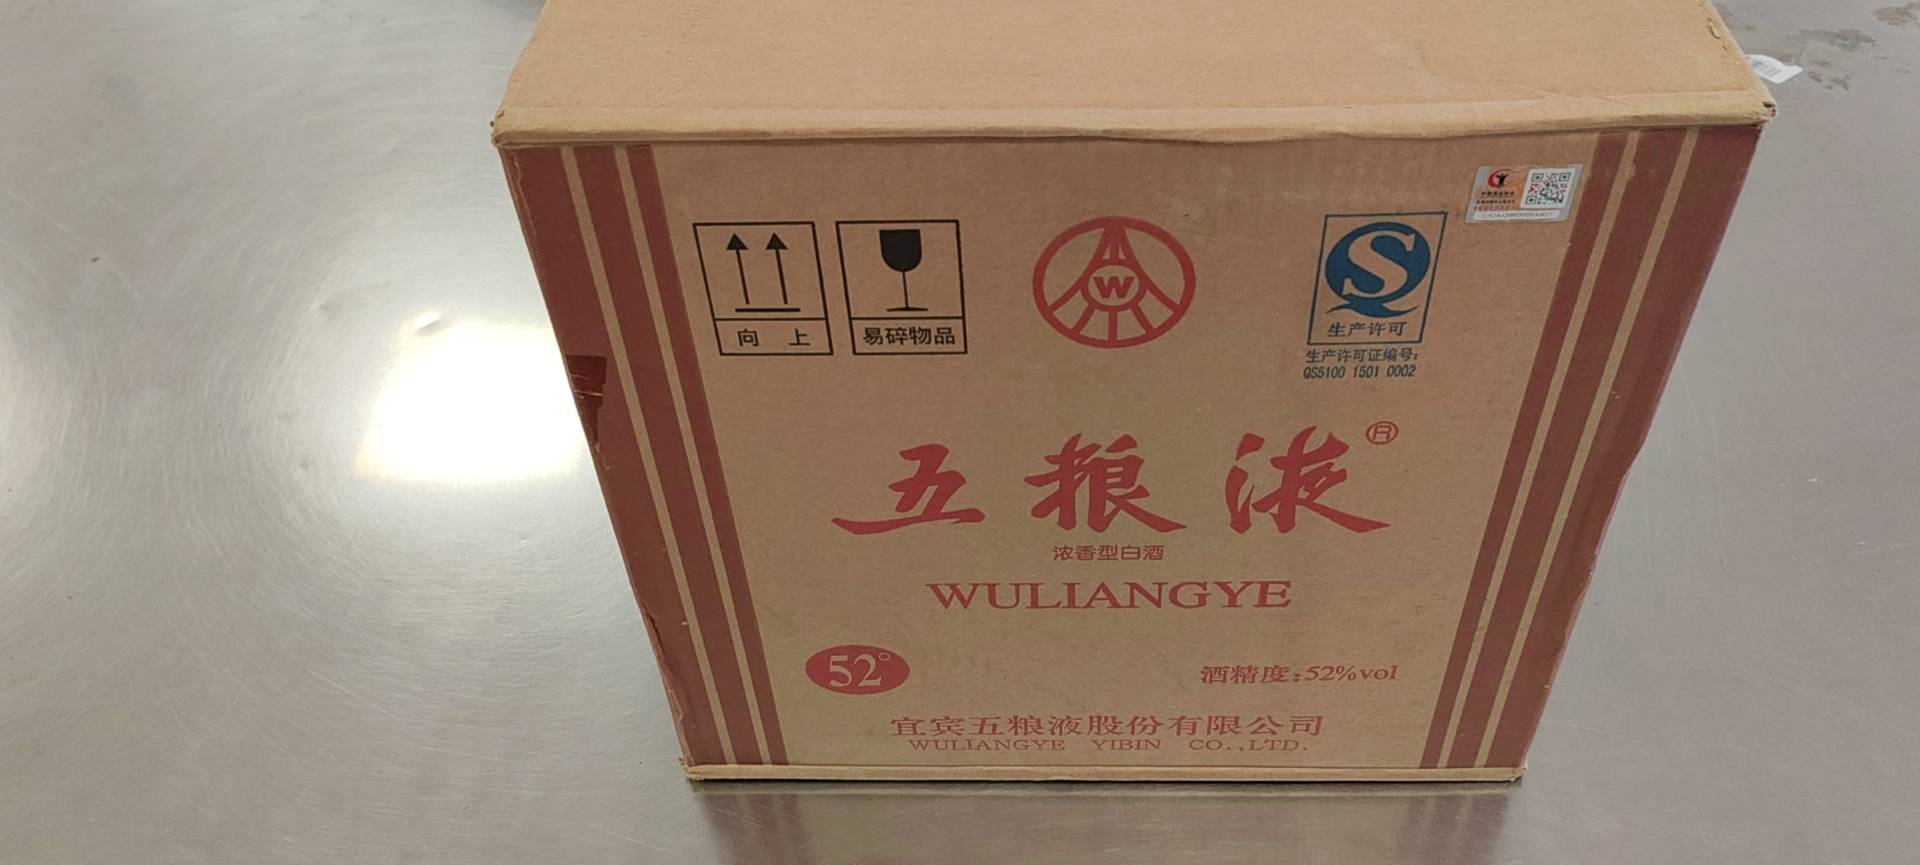 向 上
易碎物品
W
生产许可
生产许可证编号:
QS5100 1501 0002
五粮液®
浓香型白酒
WULIANGYE
52°
酒精度:52%vol
宜宾五粮液股份有限公司
WULIANGYE YIBIN CO.,LTD.